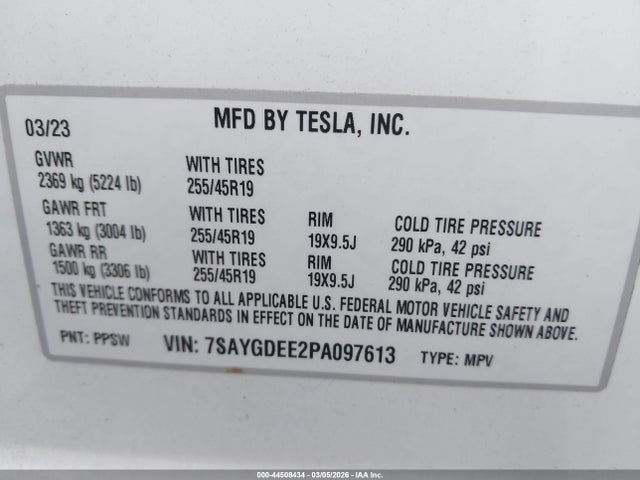 03/23 MFD BY TESLA, INC.
GVWR WITH TIRES
2369 kg (5224 lb) 255/45R19
GAWR FRT WITH TIRES RIM COLD TIRE PRESSURE
1363 kg (3004 lb) 255/45R19 19X9.5J 290 kPa, 42 psi
GAWR RR WITH TIRES RIM COLD TIRE PRESSURE
1500 kg (3306 lb) 255/45R19 19X9.5J 290 kPa, 42 psi
THIS VEHICLE CONFORMS TO ALL APPLICABLE U.S. FEDERAL MOTOR VEHICLE SAFETY AND
THEFT PREVENTION STANDARDS IN EFFECT ON THE DATE OF MANUFACTURE SHOWN ABOVE.
PNT: PPSW VIN: 7SAYGDEE2PA097613 TYPE: MPV
000-44508434 - 03/05/2026 - IAA Inc.